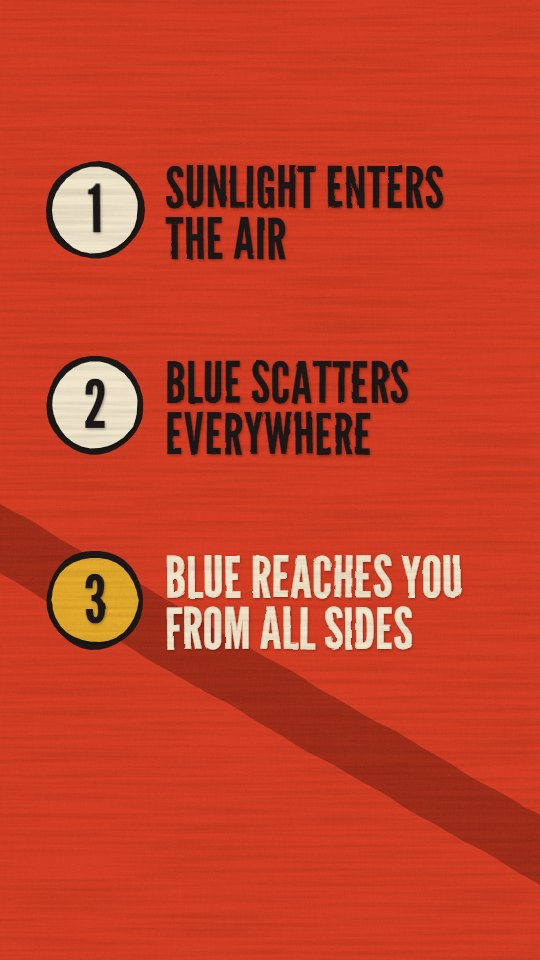 1
SUNLIGHT ENTERS
THE AIR
2
BLUE SCATTERS
EVERYWHERE
3
BLUE REACHES YOU
FROM ALL SIDES